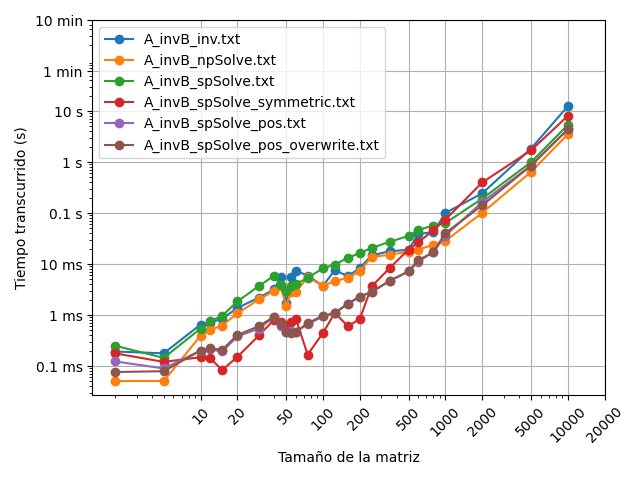 10 min
1 min
10 s
1 s
0.1 s
10 ms
1 ms
0.1 ms
Tiempo transcurrido (s)
A_invB_inv.txt
A_invB_npSolve.txt
A_invB_spSolve.txt
A_invB_spSolve_symmetric.txt
A_invB_spSolve_pos.txt
A_invB_spSolve_pos_overwrite.txt
10 20 50 100 200 500 1000 2000 5000 10000 20000
Tamaño de la matriz